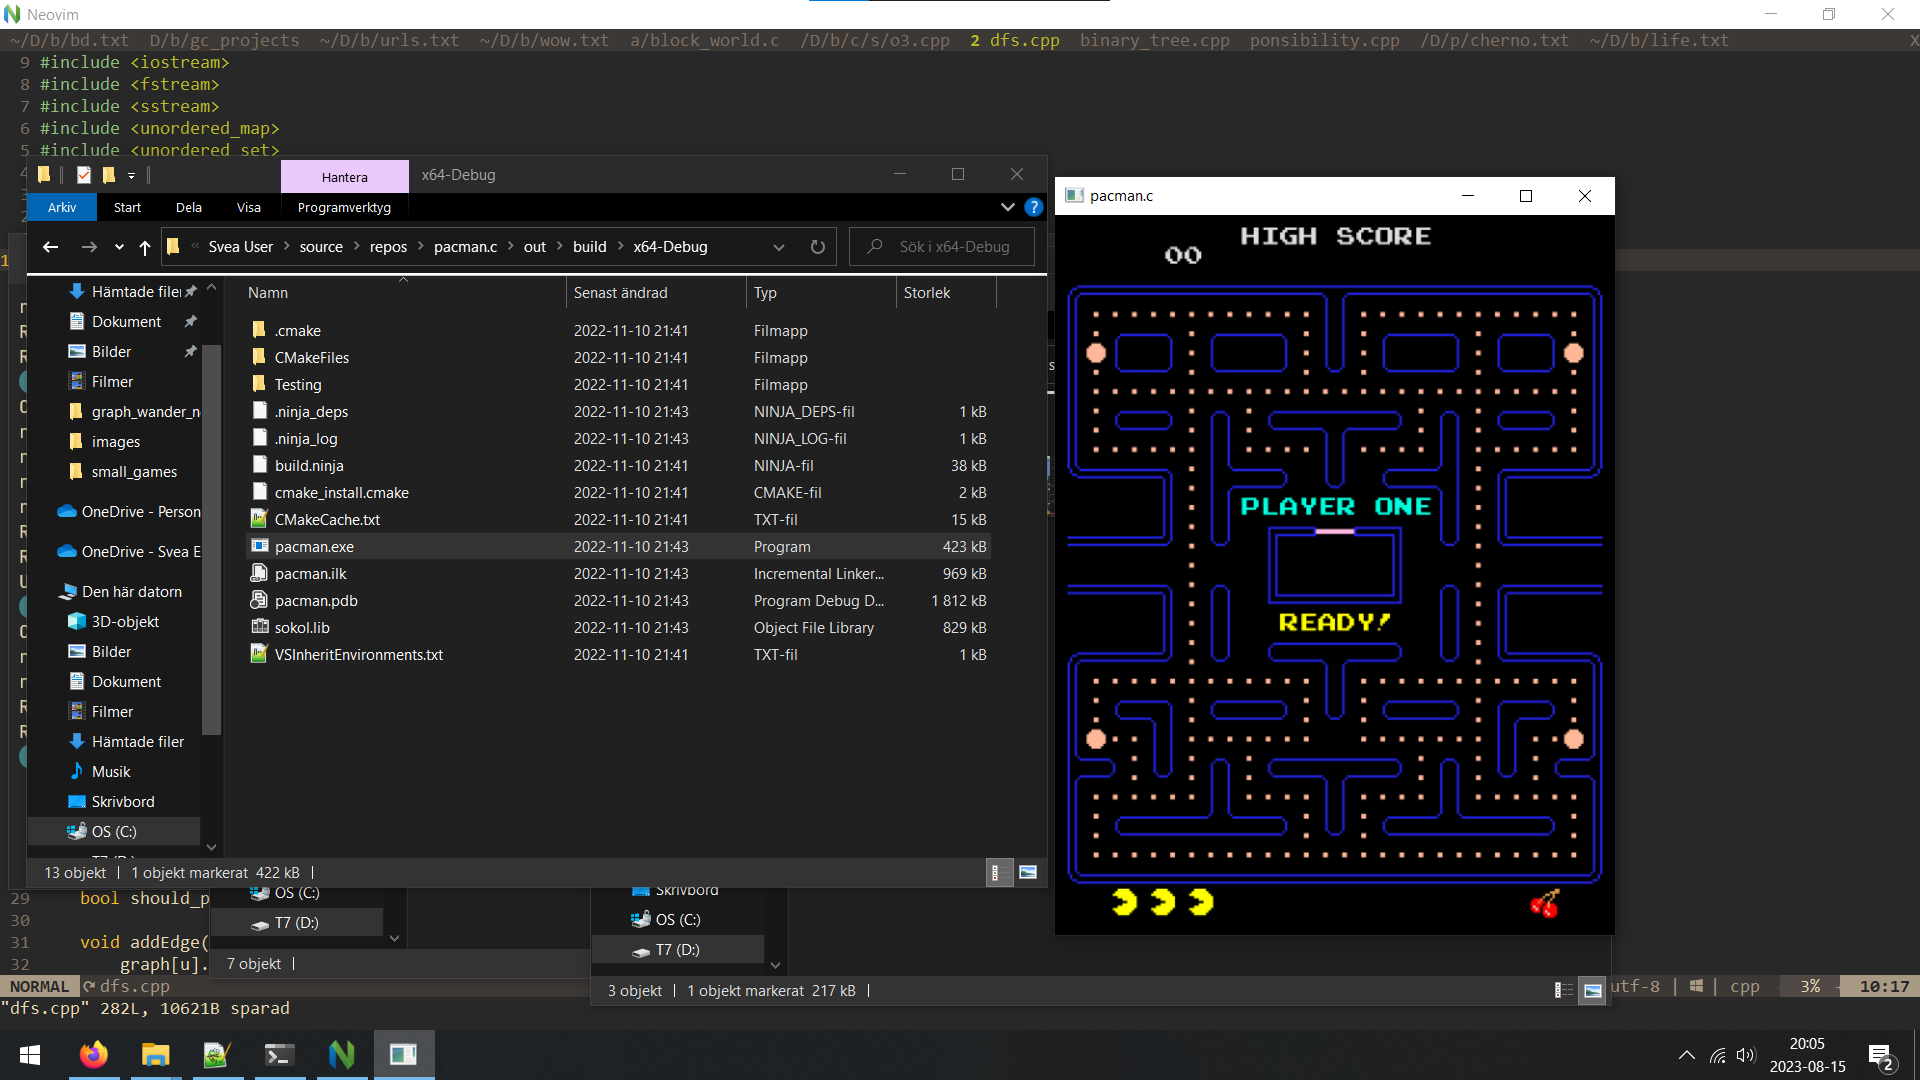 Neovim
~/D/b/bd.txt D/b/gc_projects ~/D/b/urls.txt ~/D/b/wow.txt a/block_world.c /D/b/c/s/o3.cpp 2 dfs.cpp binary_tree.cpp ponsibility.cpp /D/p/cherno.txt ~/D/b/life.txt X
9 #include <iostream>
8 #include <fstream>
7 #include <sstream>
6 #include <unordered_map>
5 #include <unordered_set>
4
3
2
1
Hantera x64-Debug
Arkiv Start Dela Visa Programverktyg
« Svea User > source > repos > pacman.c > out > build > x64-Debug
Sök i x64-Debug
Hämtade filer
Dokument
Bilder
Filmer
graph_wander_n
images
small_games
OneDrive - Person
OneDrive - Svea E
Den här datorn
3D-objekt
Bilder
Dokument
Filmer
Hämtade filer
Musik
Skrivbord
OS (C:)
T7 (D:)
Namn Senast ändrad Typ Storlek
.cmake 2022-11-10 21:41 Filmapp
CMakeFiles 2022-11-10 21:41 Filmapp
Testing 2022-11-10 21:41 Filmapp
.ninja_deps 2022-11-10 21:43 NINJA_DEPS-fil 1 kB
.ninja_log 2022-11-10 21:43 NINJA_LOG-fil 1 kB
build.ninja 2022-11-10 21:41 NINJA-fil 38 kB
cmake_install.cmake 2022-11-10 21:41 CMAKE-fil 2 kB
CMakeCache.txt 2022-11-10 21:41 TXT-fil 15 kB
pacman.exe 2022-11-10 21:43 Program 423 kB
pacman.ilk 2022-11-10 21:43 Incremental Linker... 969 kB
pacman.pdb 2022-11-10 21:43 Program Debug D... 1 812 kB
sokol.lib 2022-11-10 21:43 Object File Library 829 kB
VSInheritEnvironments.txt 2022-11-10 21:41 TXT-fil 1 kB
13 objekt 1 objekt markerat 422 kB
pacman.c
HIGH SCORE
00
PLAYER ONE
READY!
29 bool should_p
30
31 void addEdge(
32 graph[u].
OS (C:)
T7 (D:)
7 objekt
Skrivbord
OS (C:)
T7 (D:)
3 objekt 1 objekt markerat 217 kB
NORMAL dfs.cpp utf-8 | | cpp 3% 10:17
"dfs.cpp" 282L, 10621B sparad
20:05
2023-08-15
2